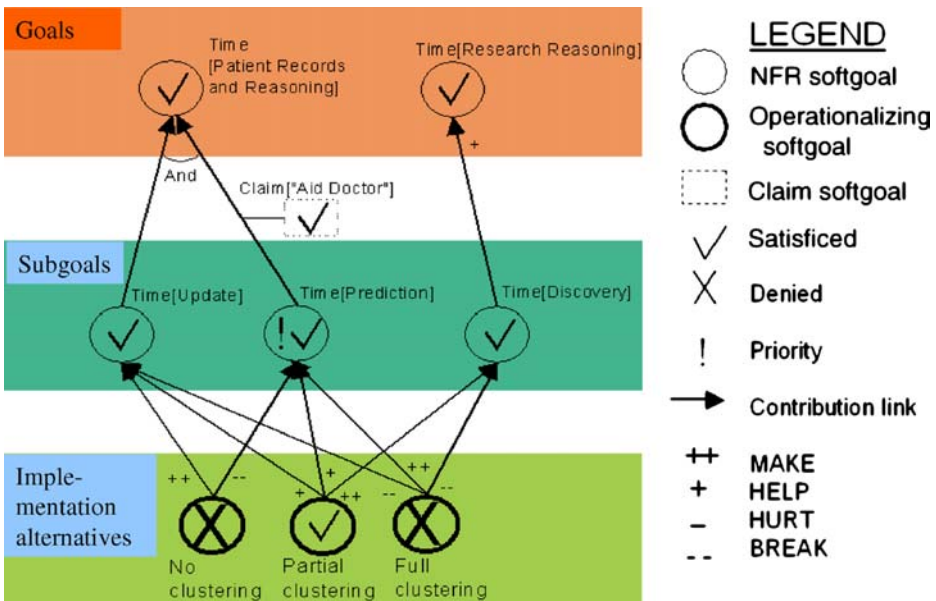 Goals
Time
[Patient Records
and Reasoning]
Time[Research Reasoning]
+
And
Claim["Aid Doctor"]
Subgoals
Time[Update]
Time[Prediction]
!
Time[Discovery]
Imple-
mentation
alternatives
++
--
+
+
++
--
++
--
No
clustering
Partial
clustering
Full
clustering
LEGEND
NFR softgoal
Operationalizing
softgoal
Claim softgoal
Satisficed
Denied
! Priority
Contribution link
++ MAKE
+ HELP
– HURT
-- BREAK